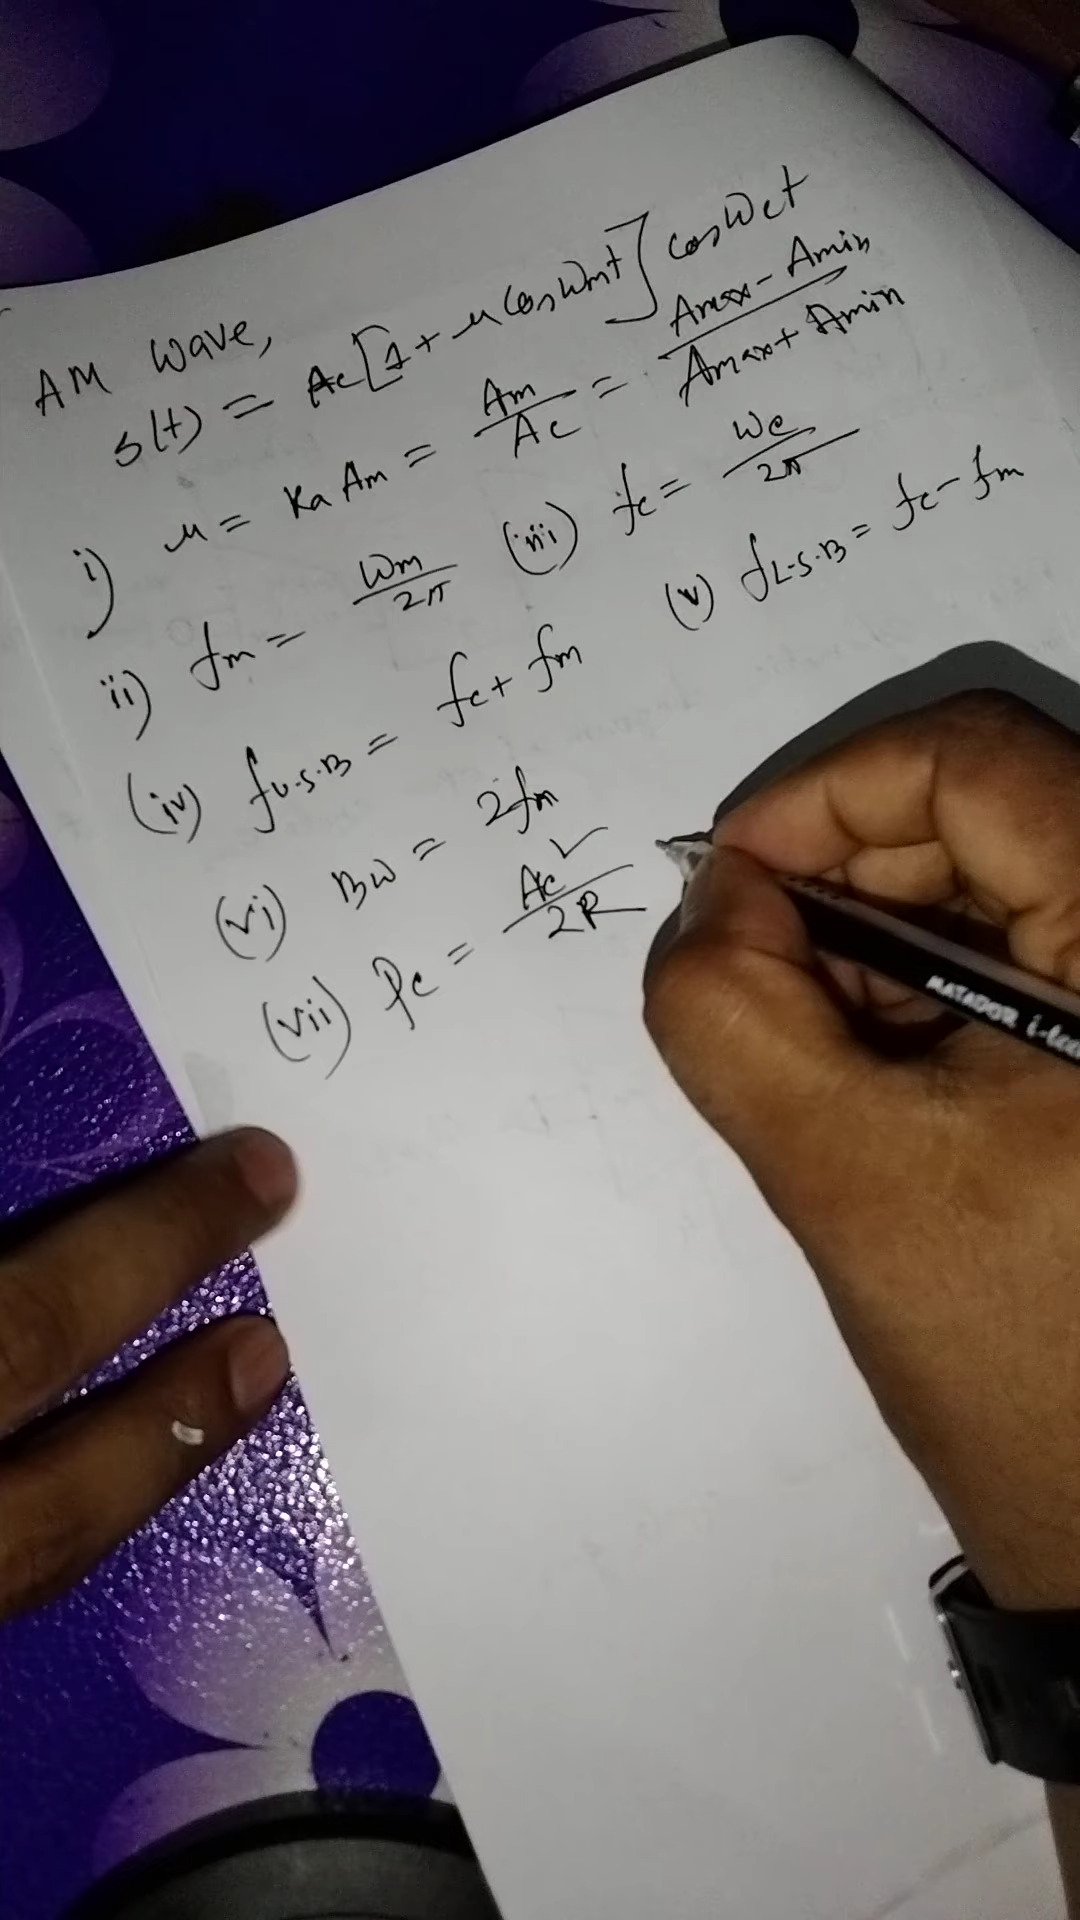 AM Wave,
S(t) = Ac[1 + μ cos ωmt] cos ωct
i) μ = Ka Am = Am/Ac = Amax - Amin / Amax + Amin
ii) fm = ωm/2π (iii) fc = ωc/2π
(iv) fU.S.B = fc + fm (v) fL.S.B = fc - fm
(vi) BW = 2fm
(vii) Pc = Ac²/2R
MATADOR i-tee